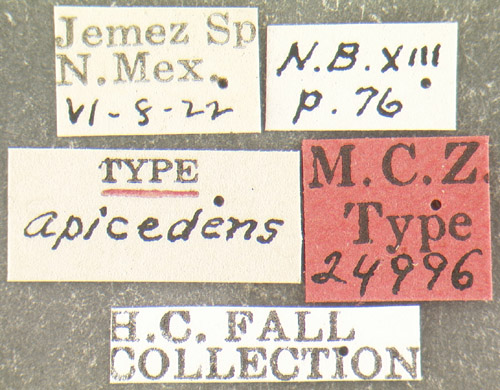 Jemez Sp
N. Mex.
VI-8-22
N.B. XIII
p. 76
TYPE
apicedens
M.C.Z.
Type
24996
H.C. FALL
COLLECTION